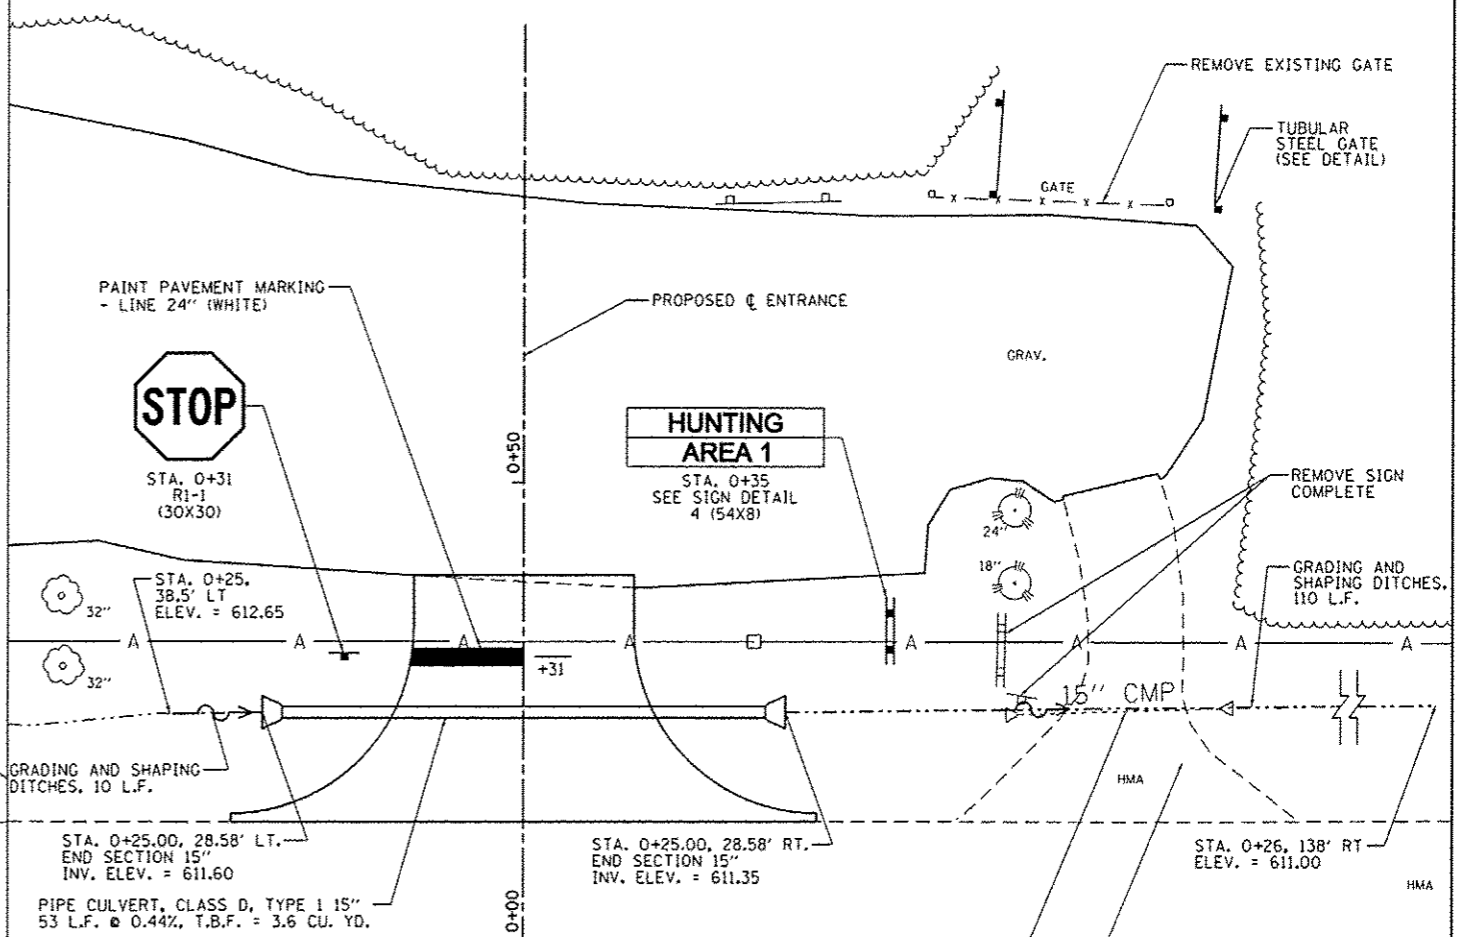 REMOVE EXISTING GATE
TUBULAR
STEEL GATE
(SEE DETAIL)
GATE
PAINT PAVEMENT MARKING
- LINE 24" (WHITE)
PROPOSED ℄ ENTRANCE
GRAV.
STOP
STA. 0+31
R1-1
(30X30)
0+50
HUNTING
AREA 1
STA. 0+35
SEE SIGN DETAIL
4 (54X8)
REMOVE SIGN
COMPLETE
24"
18"
STA. 0+25,
38.5' LT
ELEV. = 612.65
GRADING AND
SHAPING DITCHES,
110 L.F.
32"
32"
A A A A A A A A
+31
15" CMP
GRADING AND SHAPING
DITCHES, 10 L.F.
HMA
STA. 0+25.00, 28.58' LT.
END SECTION 15"
INV. ELEV. = 611.60
STA. 0+25.00, 28.58' RT.
END SECTION 15"
INV. ELEV. = 611.35
STA. 0+26, 138' RT
ELEV. = 611.00
HMA
PIPE CULVERT, CLASS D, TYPE 1 15"
53 L.F. @ 0.44%, T.B.F. = 3.6 CU. YD.
0+00